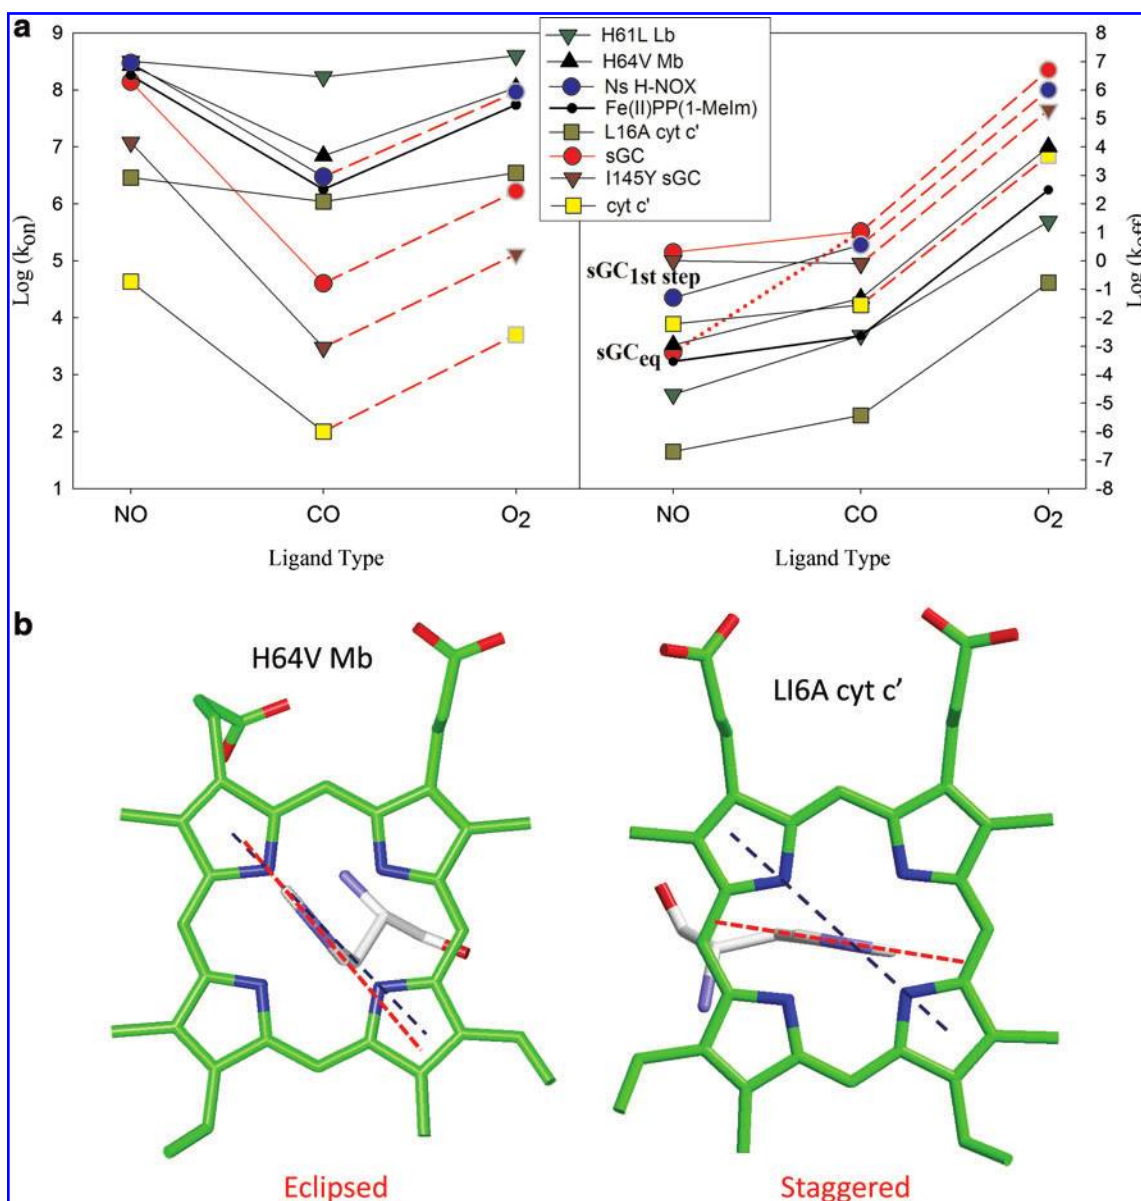 a
9
8
7
6
5
4
3
2
1
Log (kon)
NO
CO
O2
Ligand Type
H61L Lb
H64V Mb
Ns H-NOX
Fe(II)PP(1-MeIm)
L16A cyt c'
sGC
I145Y sGC
cyt c'
sGC1st step
sGCeq
7
6
5
4
3
2
1
0
-1
-2
-3
-4
-5
-6
-7
-8
Log (koff)
NO
CO
O2
Ligand Type
b
H64V Mb
LI6A cyt c’
Eclipsed
Staggered